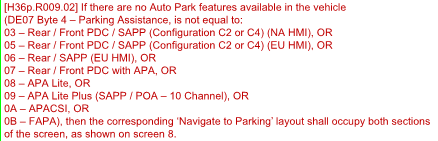 [H36p.R009.02] If there are no Auto Park features available in the vehicle
(DE07 Byte 4 – Parking Assistance, is not equal to:
03 – Rear / Front PDC / SAPP (Configuration C2 or C4) (NA HMI), OR
05 – Rear / Front PDC / SAPP (Configuration C2 or C4) (EU HMI), OR
06 – Rear / SAPP (EU HMI), OR
07 – Rear / Front PDC with APA, OR
08 – APA Lite, OR
09 – APA Lite Plus (SAPP / POA – 10 Channel), OR
0A – APACSI, OR
0B – FAPA), then the corresponding 'Navigate to Parking' layout shall occupy both sections
of the screen, as shown on screen 8.